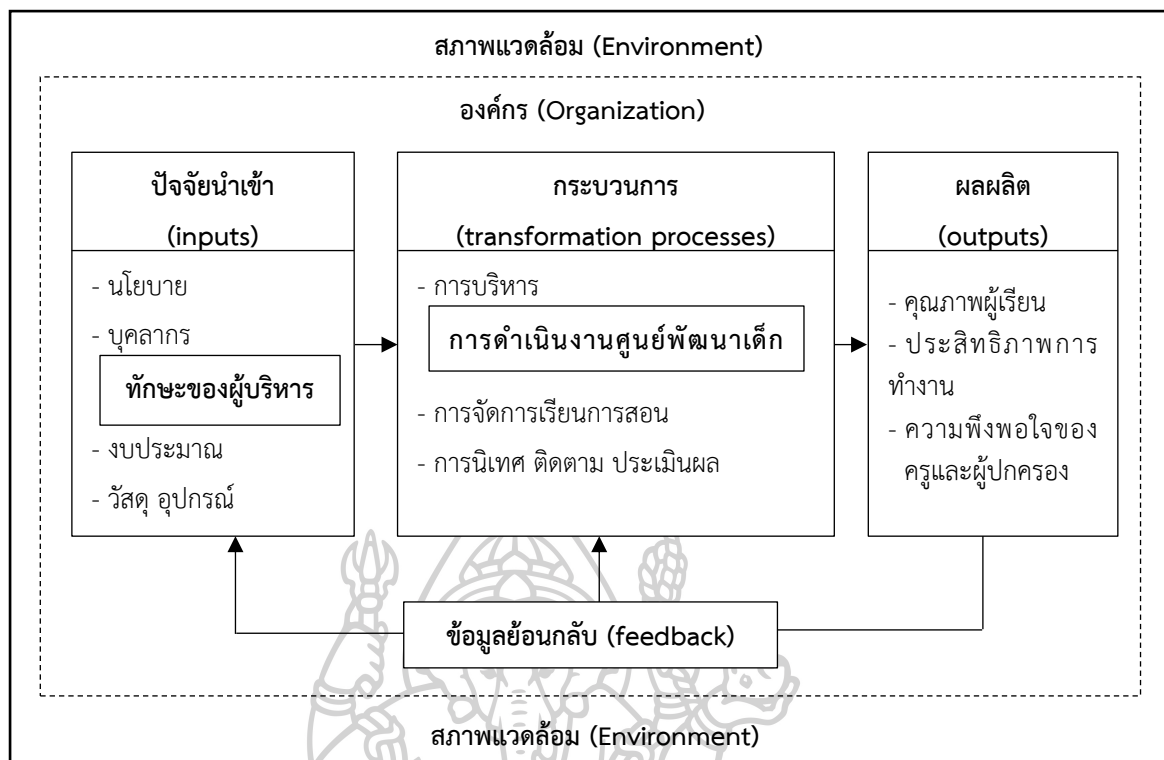 สภาพแวดล้อม (Environment)
องค์กร (Organization)
ปัจจัยนำเข้า
(inputs)
- นโยบาย
- บุคลากร
ทักษะของผู้บริหาร
- งบประมาณ
- วัสดุ อุปกรณ์
กระบวนการ
(transformation processes)
- การบริหาร
การดำเนินงานศูนย์พัฒนาเด็ก
- การจัดการเรียนการสอน
- การนิเทศ ติดตาม ประเมินผล
ผลผลิต
(outputs)
- คุณภาพผู้เรียน
- ประสิทธิภาพการ
ทำงาน
- ความพึงพอใจของ
ครูและผู้ปกครอง
ข้อมูลย้อนกลับ (feedback)
สภาพแวดล้อม (Environment)